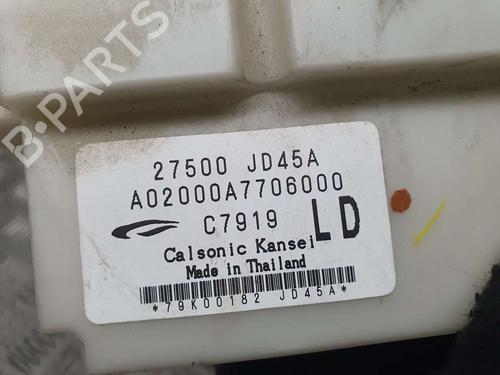 B-PARTS
27500 JD45A
A02000A7706000
C7919 LD
Calsonic Kansei
Made in Thailand
*79K00182 JD45A*